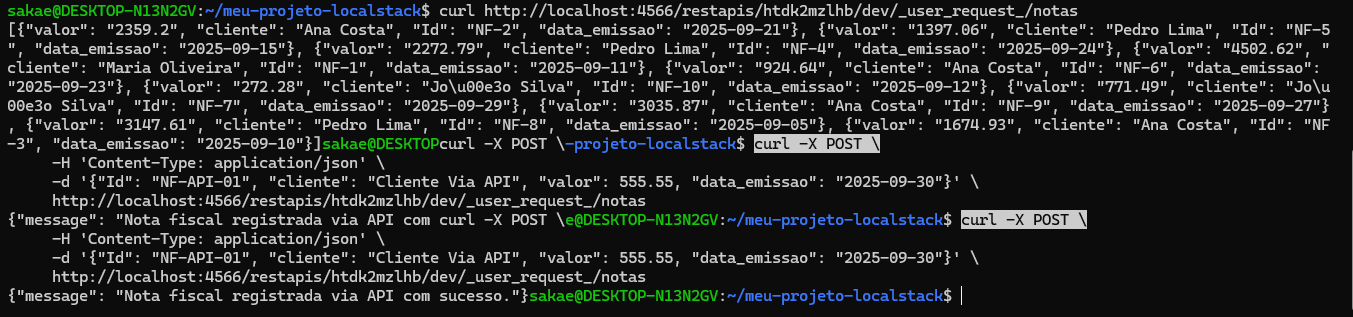 sakae@DESKTOP-N13N2GV:~/meu-projeto-localstack$ curl http://localhost:4566/restapis/htdk2mzlhb/dev/_user_request_/notas
[{"valor": "2359.2", "cliente": "Ana Costa", "Id": "NF-2", "data_emissao": "2025-09-21"}, {"valor": "1397.06", "cliente": "Pedro Lima", "Id": "NF-5
", "data_emissao": "2025-09-15"}, {"valor": "2272.79", "cliente": "Pedro Lima", "Id": "NF-4", "data_emissao": "2025-09-24"}, {"valor": "4502.62", "
cliente": "Maria Oliveira", "Id": "NF-1", "data_emissao": "2025-09-11"}, {"valor": "924.64", "cliente": "Ana Costa", "Id": "NF-6", "data_emissao": 
"2025-09-23"}, {"valor": "272.28", "cliente": "Jo\u00e3o Silva", "Id": "NF-10", "data_emissao": "2025-09-12"}, {"valor": "771.49", "cliente": "Jo\u
00e3o Silva", "Id": "NF-7", "data_emissao": "2025-09-29"}, {"valor": "3035.87", "cliente": "Ana Costa", "Id": "NF-9", "data_emissao": "2025-09-27"}
, {"valor": "3147.61", "cliente": "Pedro Lima", "Id": "NF-8", "data_emissao": "2025-09-05"}, {"valor": "1674.93", "cliente": "Ana Costa", "Id": "NF
-3", "data_emissao": "2025-09-10"}]sakae@DESKTOPcurl -X POST \-projeto-localstack$ curl -X POST \
-H 'Content-Type: application/json' \
-d '{"Id": "NF-API-01", "cliente": "Cliente Via API", "valor": 555.55, "data_emissao": "2025-09-30"}' \
http://localhost:4566/restapis/htdk2mzlhb/dev/_user_request_/notas
{"message": "Nota fiscal registrada via API com curl -X POST \e@DESKTOP-N13N2GV:~/meu-projeto-localstack$ curl -X POST \
-H 'Content-Type: application/json' \
-d '{"Id": "NF-API-01", "cliente": "Cliente Via API", "valor": 555.55, "data_emissao": "2025-09-30"}' \
http://localhost:4566/restapis/htdk2mzlhb/dev/_user_request_/notas
{"message": "Nota fiscal registrada via API com sucesso."}sakae@DESKTOP-N13N2GV:~/meu-projeto-localstack$